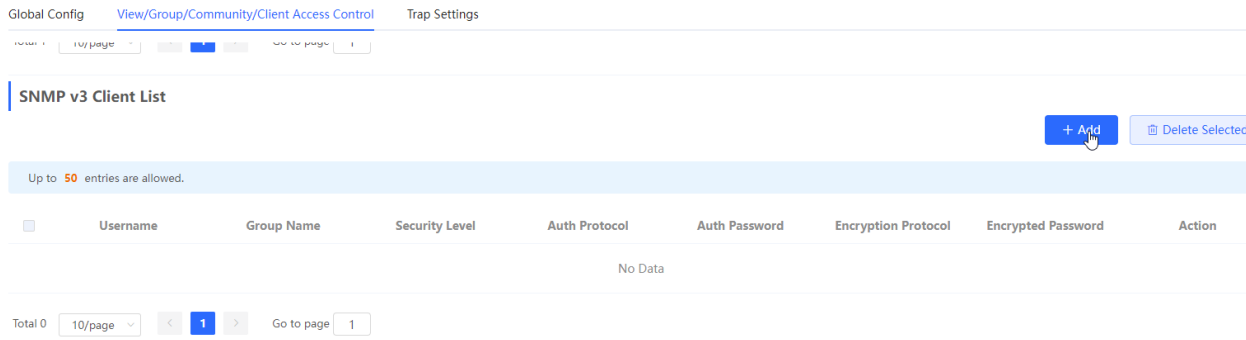 Global Config View/Group/Community/Client Access Control Trap Settings
Total 1 10/page 1 Go to page 1
SNMP v3 Client List
+ Add Delete Selected
Up to 50 entries are allowed.
Username Group Name Security Level Auth Protocol Auth Password Encryption Protocol Encrypted Password Action
No Data
Total 0 10/page < 1 > Go to page 1